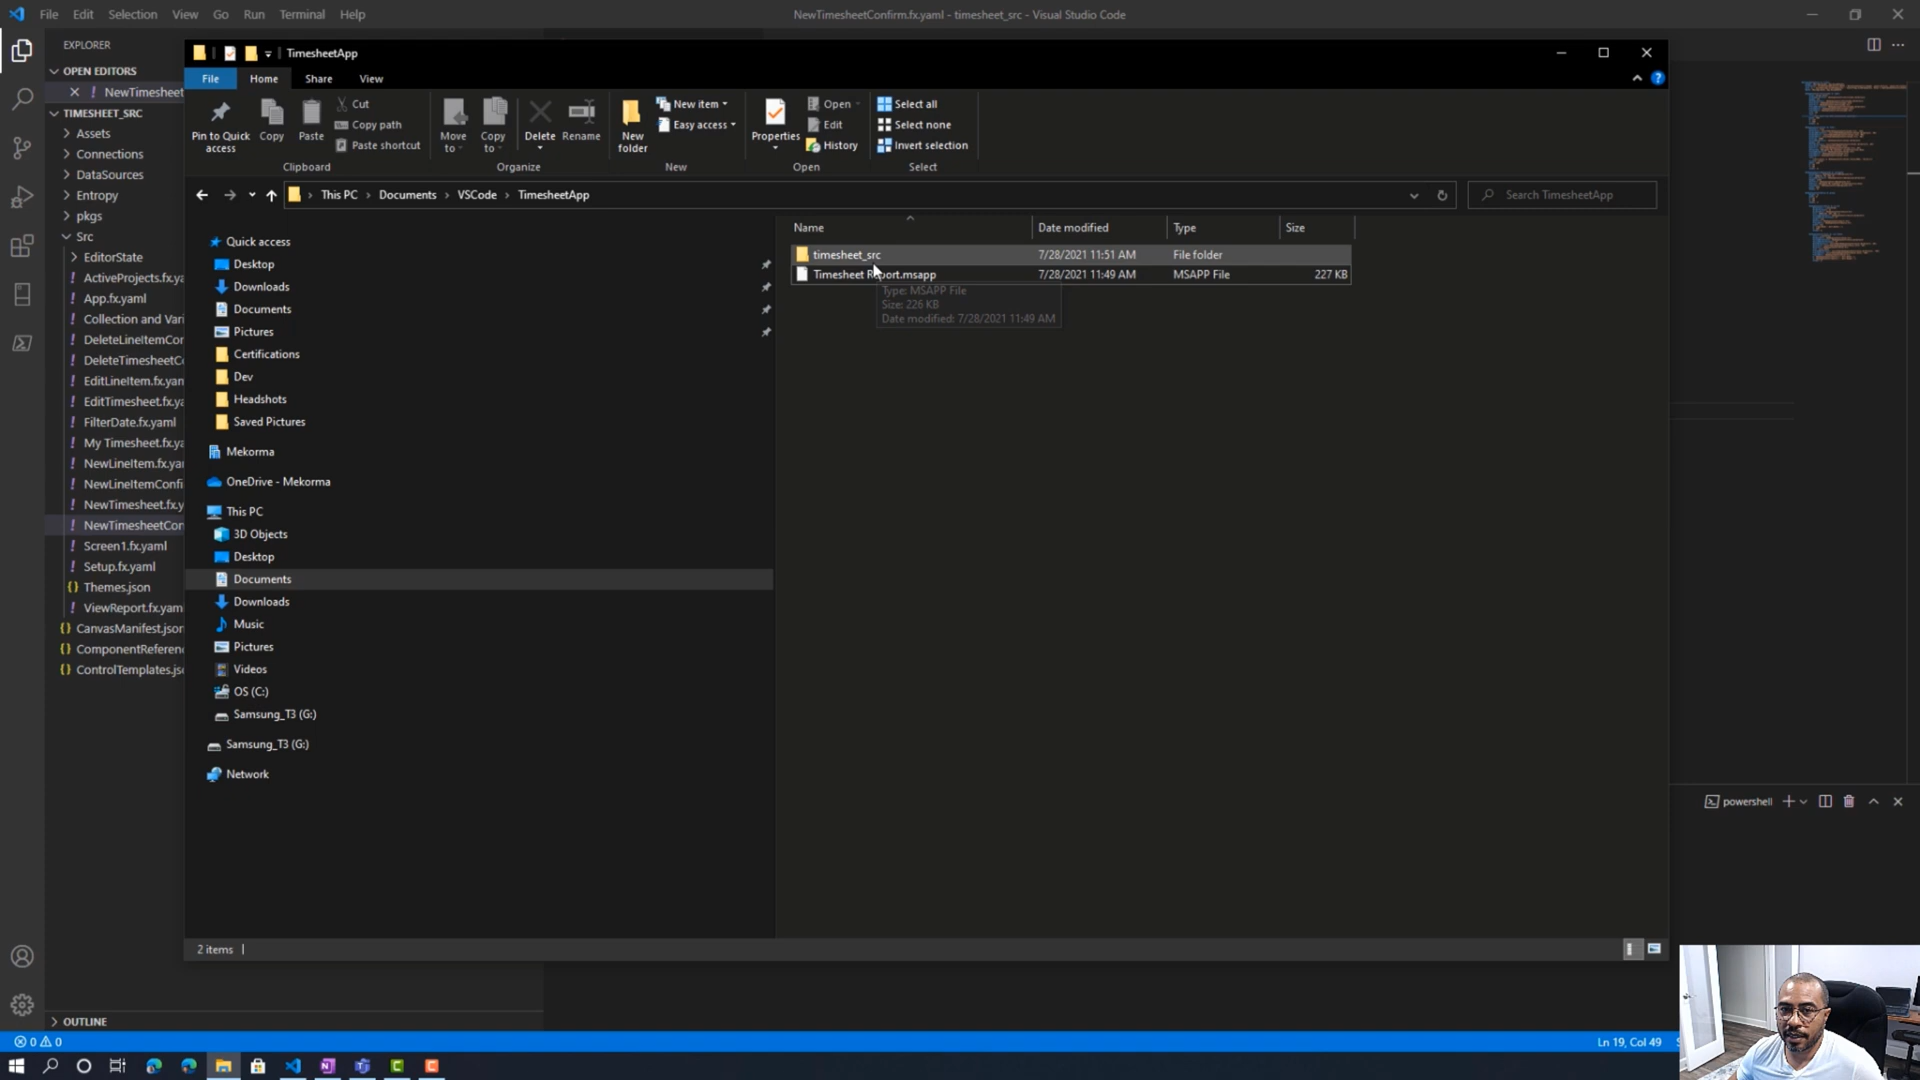 File Edit Selection View Go Run Terminal Help
NewTimesheetConfirm.fx.yaml - timesheet_src - Visual Studio Code
EXPLORER
OPEN EDITORS
NewTimesheet
TIMESHEET_SRC
Assets
Connections
DataSources
Entropy
pkgs
Src
EditorState
ActiveProjects.fx.ya
App.fx.yaml
Collection and Vari
DeleteLineItemCon
DeleteTimesheetCo
EditLineItem.fx.yam
EditTimesheet.fx.ya
FilterDate.fx.yaml
My Timesheet.fx.ya
NewLineItem.fx.yam
NewLineItemConfi
NewTimesheet.fx.y
NewTimesheetCon
Screen1.fx.yaml
Setup.fx.yaml
Themes.json
ViewReport.fx.yam
CanvasManifest.json
ComponentReferen
ControlTemplates.js
OUTLINE
TimesheetApp
File Home Share View
Pin to Quick access
Copy
Paste
Cut
Copy path
Paste shortcut
Clipboard
Move to
Copy to
Delete
Rename
Organize
New folder
New item
Easy access
New
Properties
Open
Edit
History
Open
Select all
Select none
Invert selection
Select
This PC › Documents › VSCode › TimesheetApp
Search TimesheetApp
Quick access
Desktop
Downloads
Documents
Pictures
Certifications
Dev
Headshots
Saved Pictures
Mekorma
OneDrive - Mekorma
This PC
3D Objects
Desktop
Documents
Downloads
Music
Pictures
Videos
OS (C:)
Samsung_T3 (G:)
Samsung_T3 (G:)
Network
Name Date modified Type Size
timesheet_src 7/28/2021 11:51 AM File folder
Timesheet Report.msapp 7/28/2021 11:49 AM MSAPP File 227 KB
Type: MSAPP File
Size: 226 KB
Date modified: 7/28/2021 11:49 AM
2 items
powershell
0 0
Ln 19, Col 49